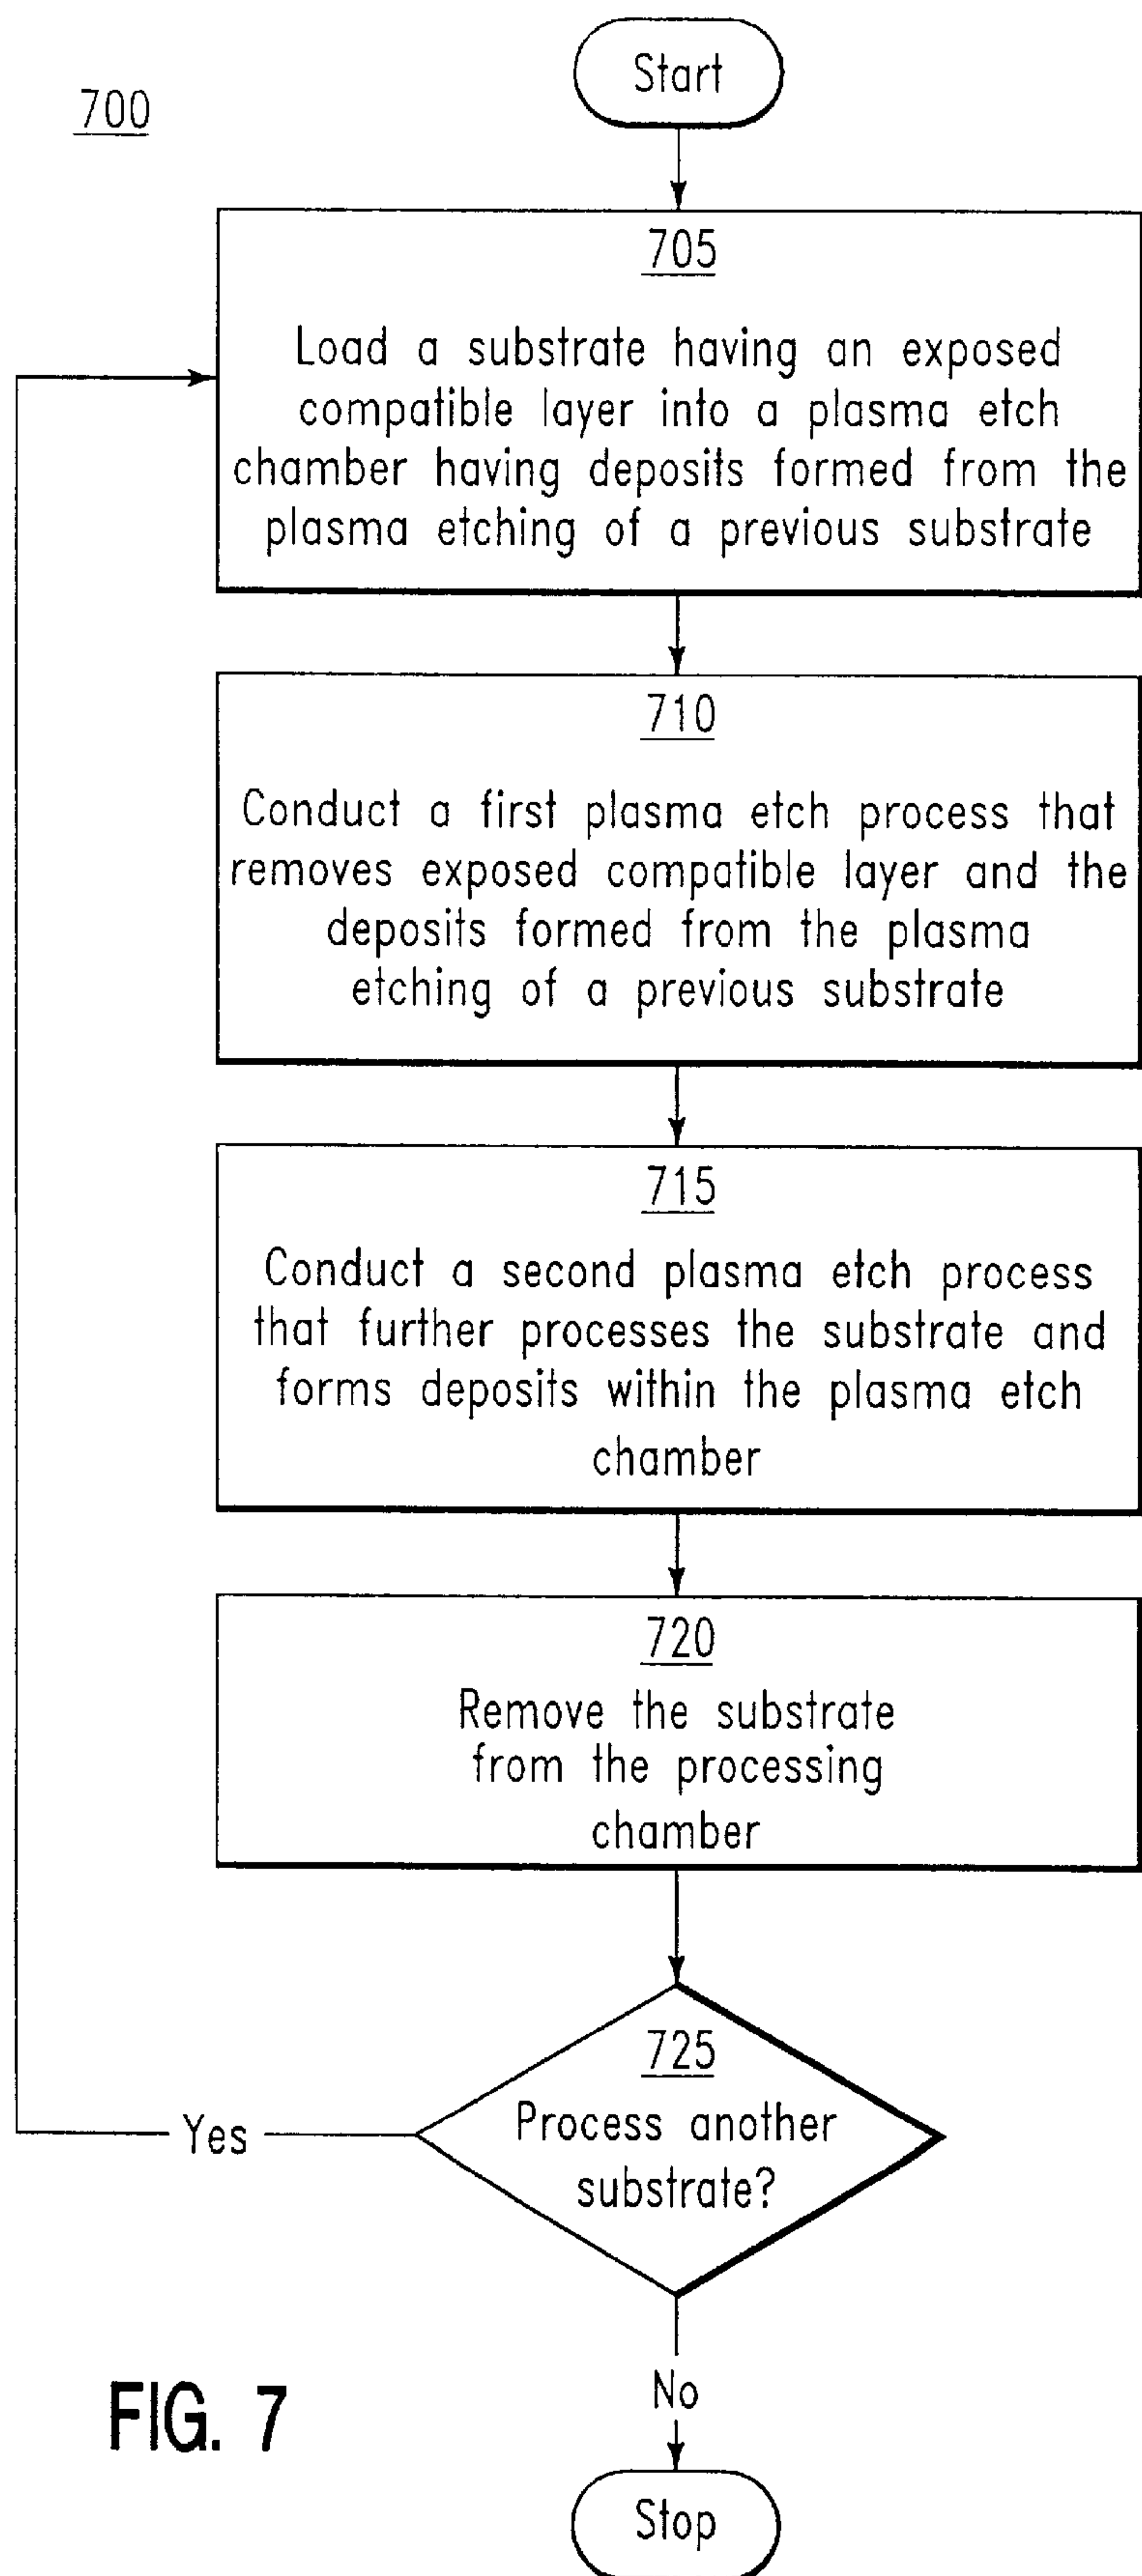 Start
700
705
Load a substrate having an exposed
compatible layer into a plasma etch
chamber having deposits formed from the
plasma etching of a previous substrate
710
Conduct a first plasma etch process that
removes exposed compatible layer and the
deposits formed from the plasma
etching of a previous substrate
715
Conduct a second plasma etch process
that further processes the substrate and
forms deposits within the plasma etch
chamber
720
Remove the substrate
from the processing
chamber
725
Process another
substrate?
Yes
No
Stop
FIG. 7